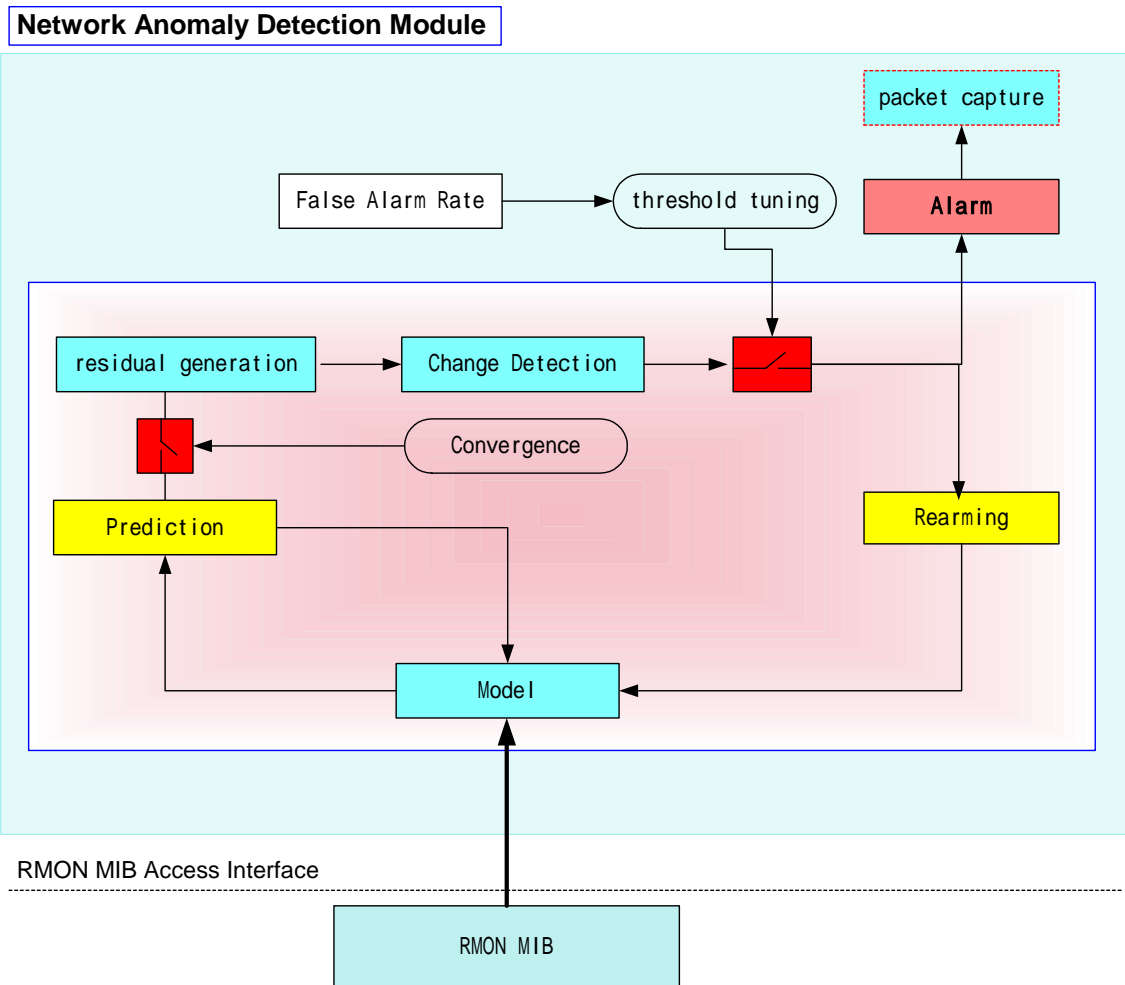 Network Anomaly Detection Module
packet capture
False Alarm Rate
threshold tuning
Alarm
residual generation
Change Detection
Convergence
Prediction
Rearming
Model
RMON MIB Access Interface
RMON MIB